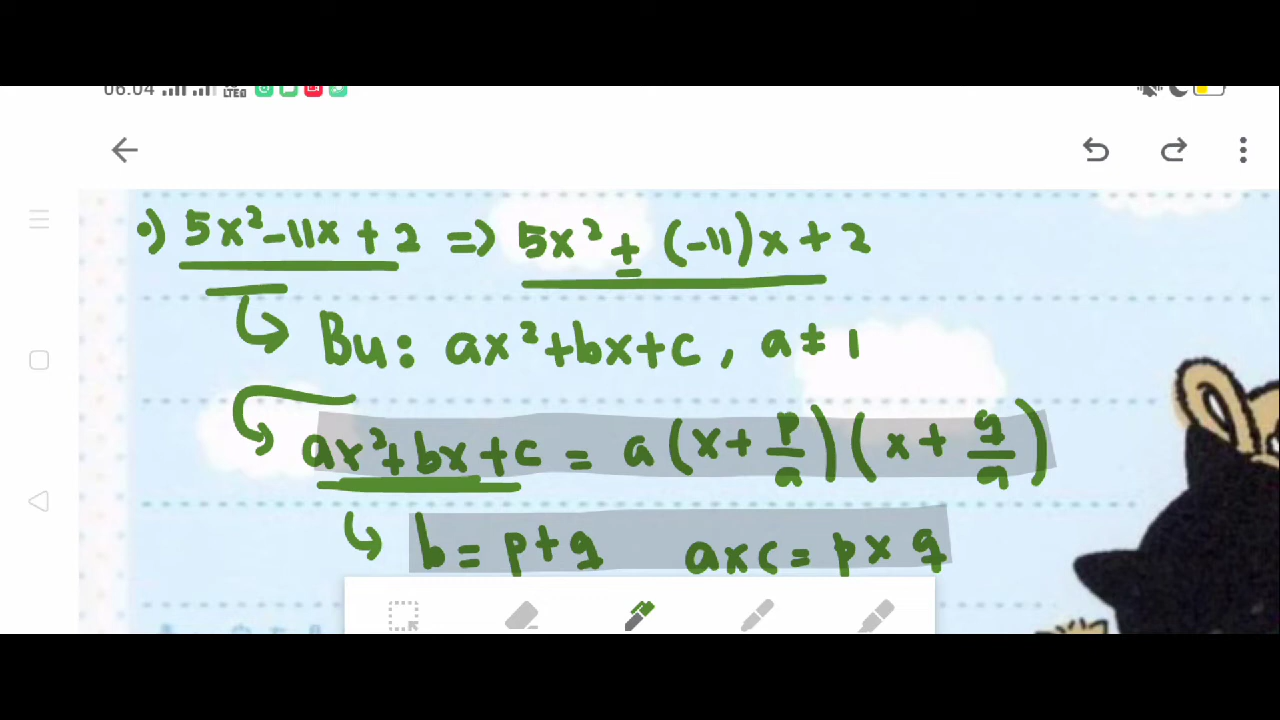 06.04
•) 5x² - 11x + 2 => 5x² + (-11)x + 2
Bu: ax² + bx + c, a ≠ 1
ax² + bx + c = a(x + p/a)(x + q/a)
b = p + q   a x c = p x q